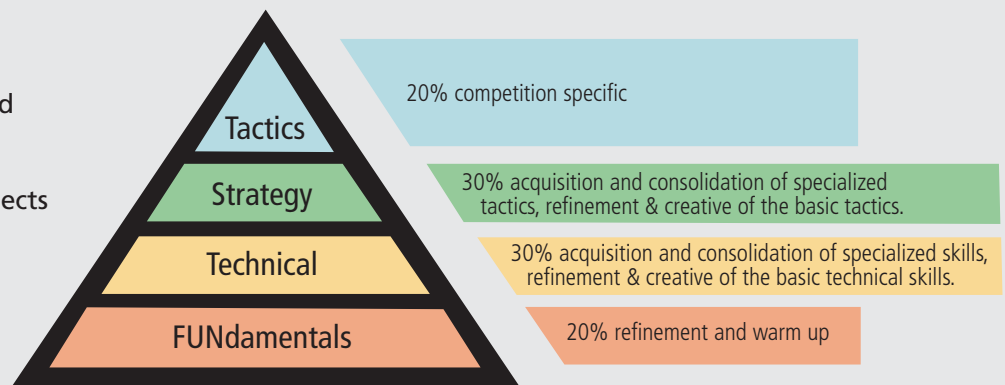 d
ects
Tactics
20% competition specific
Strategy
30% acquisition and consolidation of specialized
tactics, refinement & creative of the basic tactics.
Technical
30% acquisition and consolidation of specialized skills,
refinement & creative of the basic technical skills.
FUNdamentals
20% refinement and warm up